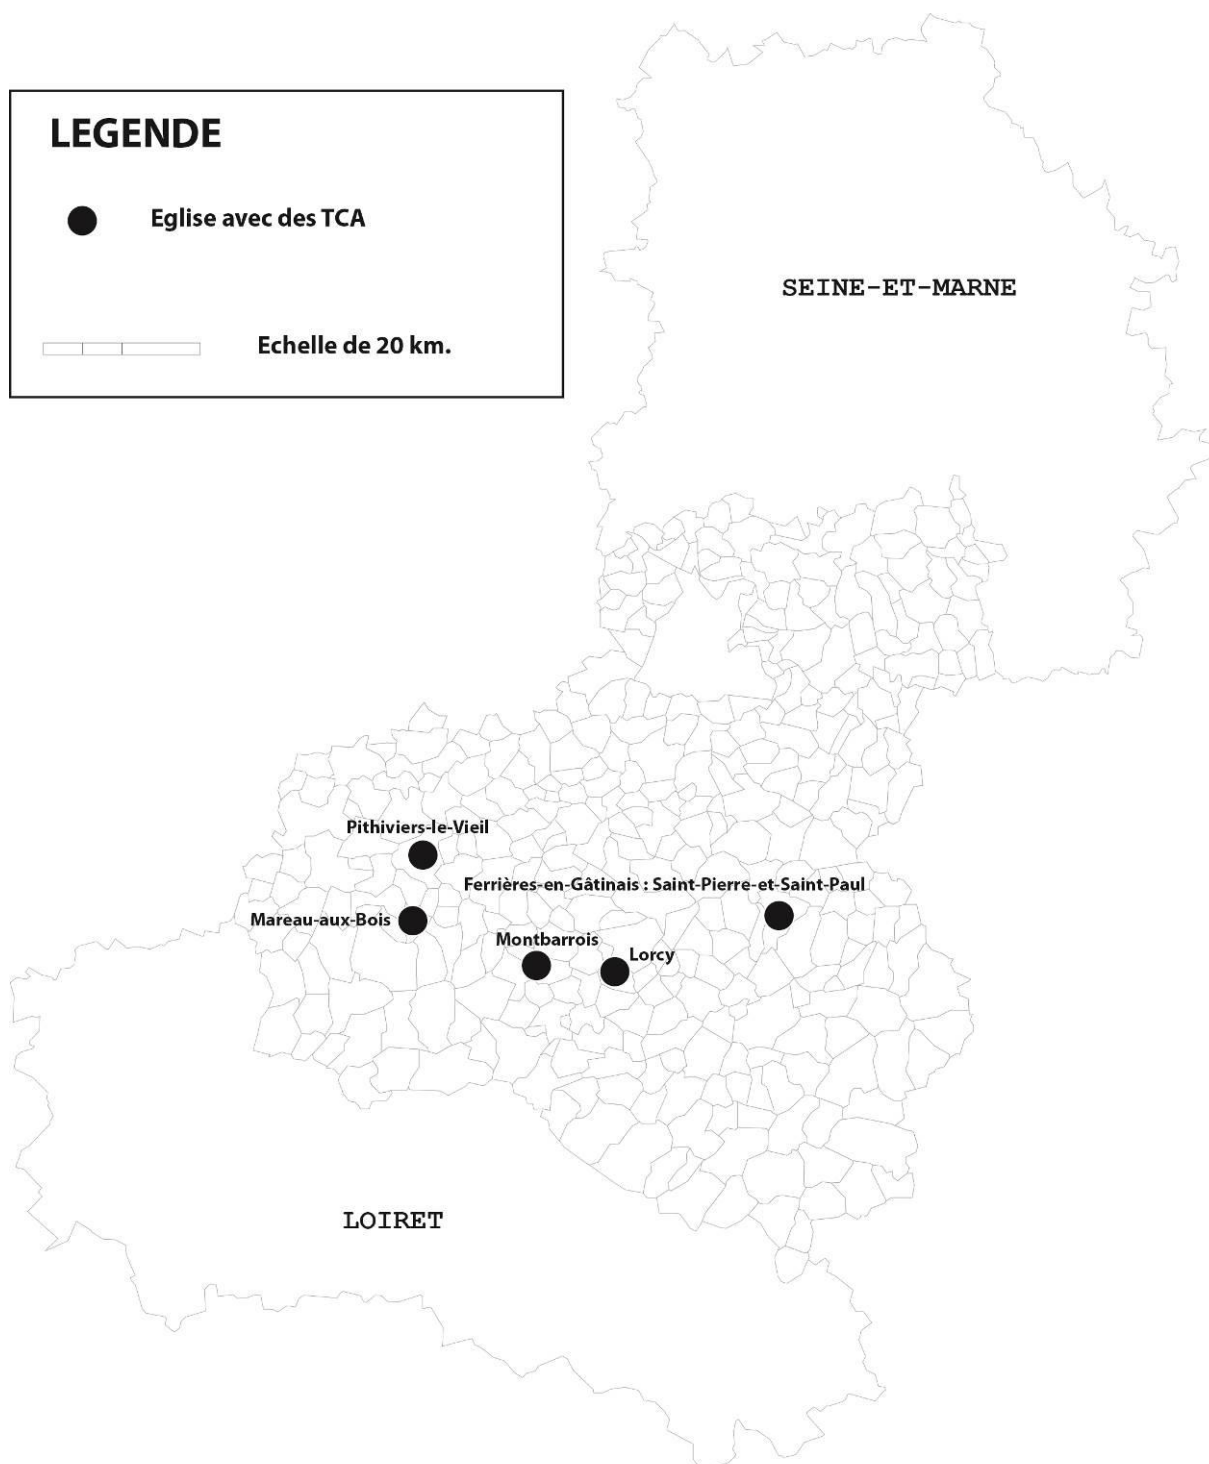 LEGENDE
Eglise avec des TCA
Echelle de 20 km.
SEINE-ET-MARNE
Pithiviers-le-Vieil
Ferrières-en-Gâtinais : Saint-Pierre-et-Saint-Paul
Mareau-aux-Bois
Montbarrois
Lorcy
LOIRET